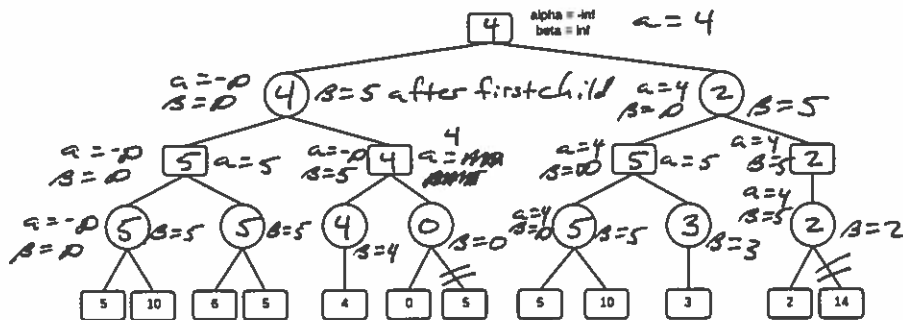 4 alpha = -inf a = 4
beta = inf
a = -∞ 4 β = 5 after first child a = 4 2
β = ∞ β = ∞ β = 5
4
a = -∞ 5 a = 5 a = -∞ 4 a = a = 4 5 a = 5 a = 4 2
β = ∞ β = 5 β = ∞ β = 5
a = -∞ 5 β = 5 5 β = 5 4 β = 4 0 β = 0 a = 4 5 β = 5 3 β = 3 a = 4 2 β = 2
β = ∞ β = ∞ β = 5
5 10 6 5 4 0 5 5 10 3 2 14